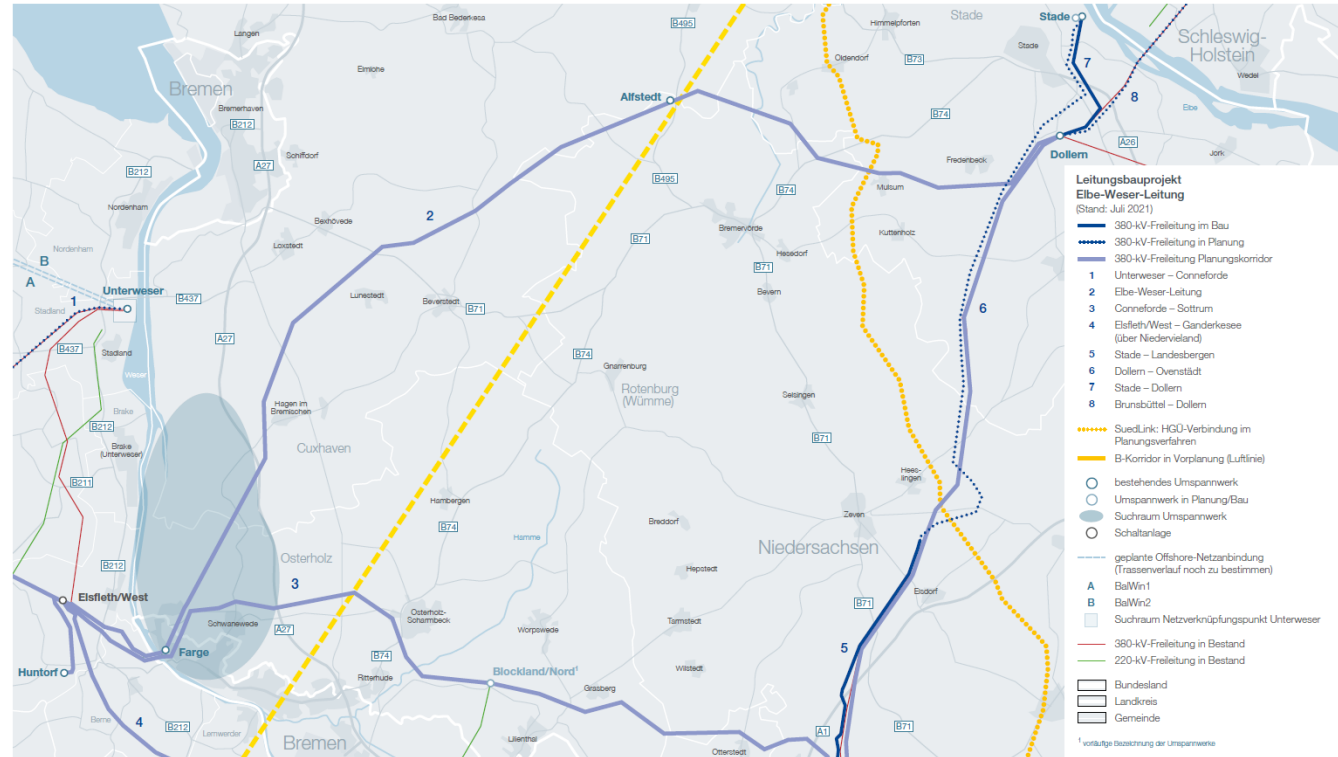 Bad Bederkesa
B495
Himmelpforten
Stade
Stade
Schleswig-
Holstein
Langen
Stade
7
Wedel
Elmlohe
Oldendorf
B73
Bremen
8
Alfstedt
Elbe
Bremerhaven
B212
B74
Dollern
A26
Jork
Schiffdorf
A27
Fredenbeck
B212
B495
B74
Mulsum
Nordenham
2
Bexhövede
Bremervörde
Kuttenholz
Nordenham
Loxstedt
B71
Hesedorf
B
A
Unterweser
B71
1
B437
Lunestedt
Beverstedt
B71
Bevern
Stadland
6
A27
B437
Stadland
B74
Gnarrenburg
Weser
Rotenburg
(Wümme)
Selsingen
Brake
B212
Hagen im
Bremischen
Brake
(Unterweser)
B71
Cuxhaven
Hees-
lingen
B211
Hambergen
B74
Zeven
Breddorf
Hamme
Niedersachsen
Osterholz
B212
Hepstedt
3
Elsdorf
Elsfleth/West
B71
Osterholz-
Scharmbeck
Schwanewede
A27
Worpswede
Tarmstedt
5
Farge
B74
Huntorf
Ritterhude
Blockland/Nord¹
Wilstedt
Grasberg
Berne
4
B212
Lemwerder
A1
B71
Bremen
Lilienthal
Otterstedt
Leitungsbauprojekt
Elbe-Weser-Leitung
(Stand: Juli 2021)
380-kV-Freileitung im Bau
380-kV-Freileitung in Planung
380-kV-Freileitung Planungskorridor
1 Unterweser – Conneforde
2 Elbe-Weser-Leitung
3 Conneforde – Sottrum
4 Elsfleth/West – Ganderkesee
(über Niedervieland)
5 Stade – Landesbergen
6 Dollern – Ovenstädt
7 Stade – Dollern
8 Brunsbüttel – Dollern
SuedLink: HGÜ-Verbindung im
Planungsverfahren
B-Korridor in Vorplanung (Luftlinie)
bestehendes Umspannwerk
Umspannwerk in Planung/Bau
Suchraum Umspannwerk
Schaltanlage
geplante Offshore-Netzanbindung
(Trassenverlauf noch zu bestimmen)
A BalWin1
B BalWin2
Suchraum Netzverknüpfungspunkt Unterweser
380-kV-Freileitung in Bestand
220-kV-Freileitung in Bestand
Bundesland
Landkreis
Gemeinde
¹ vorläufige Bezeichnung der Umspannwerke